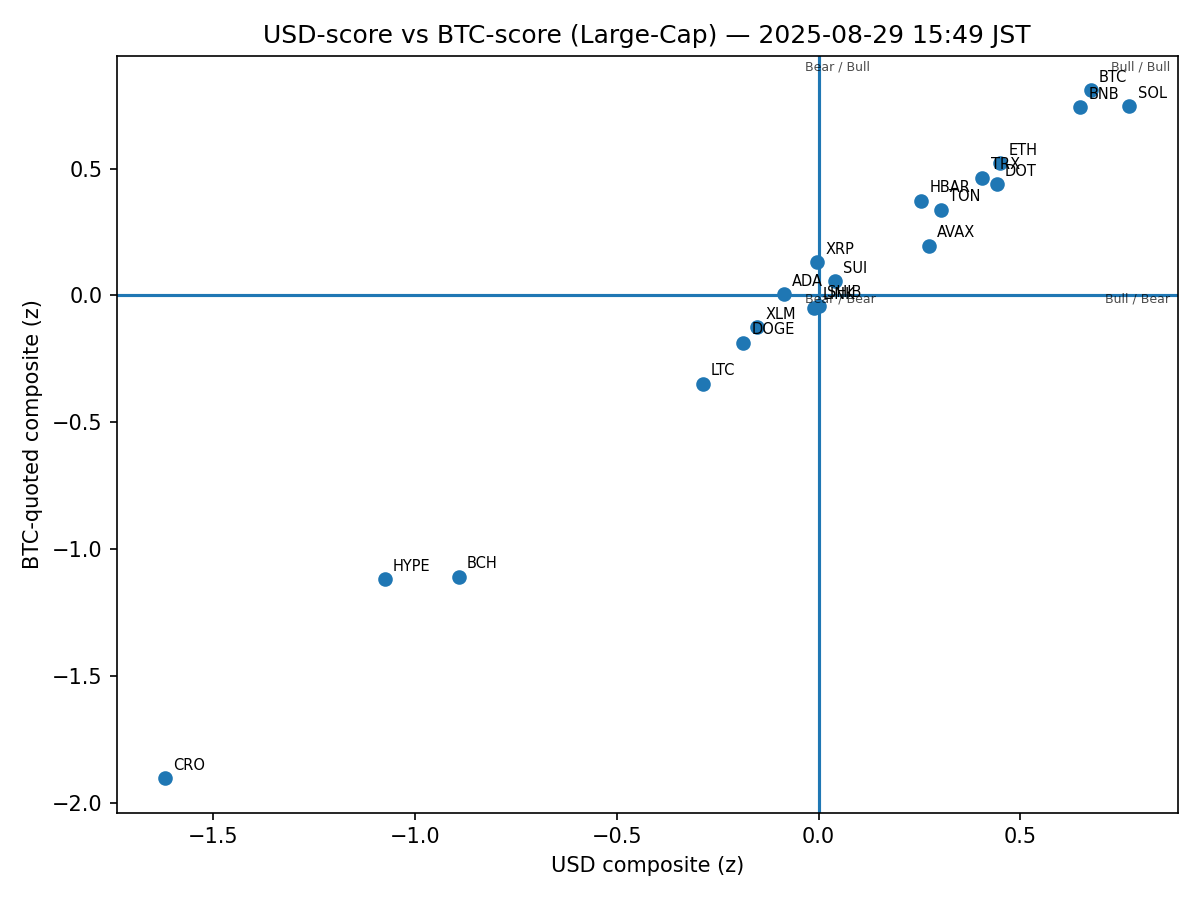 USD-score vs BTC-score (Large-Cap) — 2025-08-29 15:49 JST
Bear / Bull
Bull / Bull
BTC
BNB
SOL
ETH
TRX
DOT
HBAR
TON
AVAX
XRP
SUI
ADA
SHIB
LINK
Bear / Bear
Bull / Bear
XLM
DOGE
LTC
HYPE
BCH
CRO
0.5
0.0
−0.5
−1.0
−1.5
−2.0
BTC-quoted composite (z)
−1.5
−1.0
−0.5
0.0
0.5
USD composite (z)